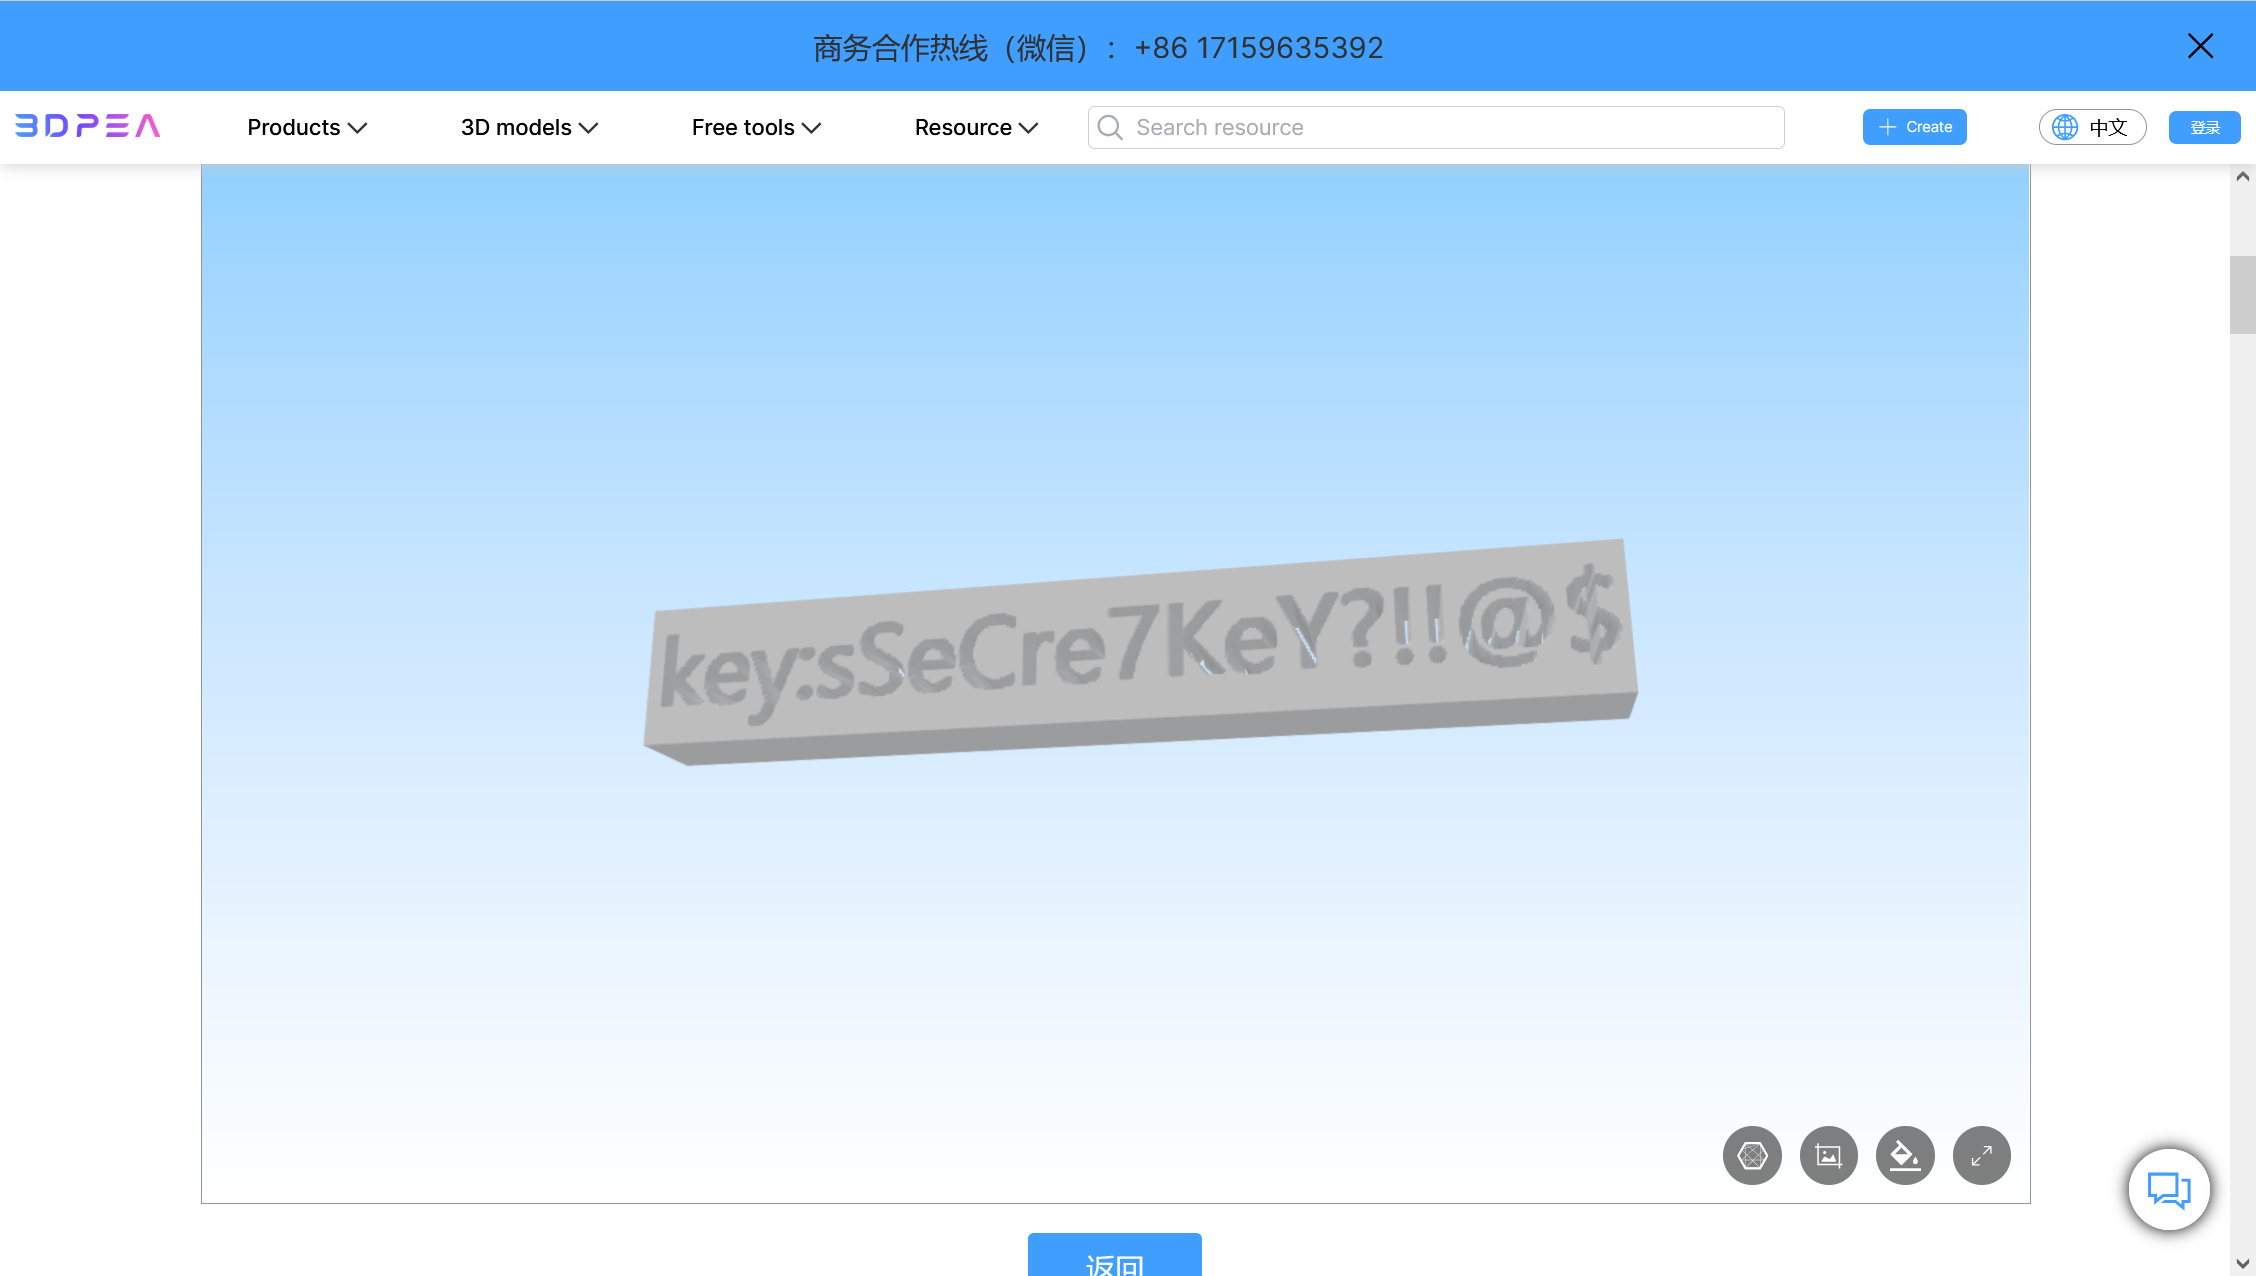 商务合作热线（微信）：+86 17159635392
3DPEA
Products
3D models
Free tools
Resource
Search resource
Create
中文
登录
key:sSeCre7KeY?!!@$
返回